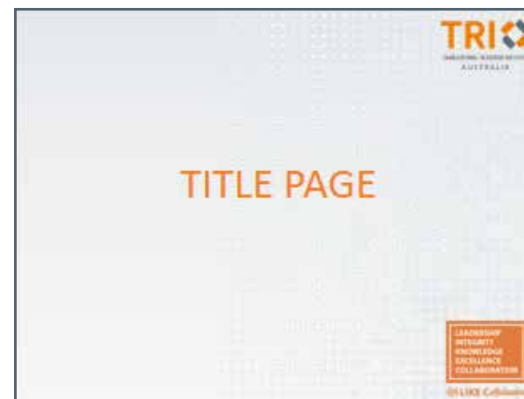 TRI
AUSTRALIA
TITLE PAGE
LEADERSHIP
INTEGRITY
KNOWLEDGE
EXCELLENCE
COLLABORATION